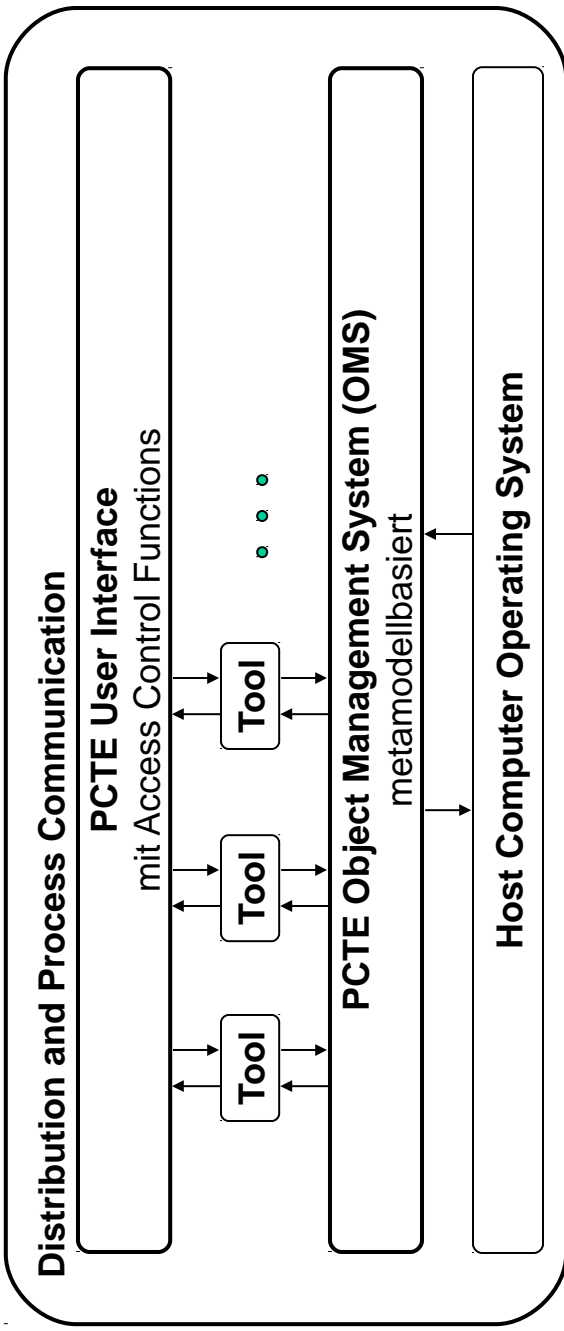 Distribution and Process Communication
PCTE User Interface
mit Access Control Functions
Tool
Tool
Tool
PCTE Object Management System (OMS)
metamodellbasiert
Host Computer Operating System